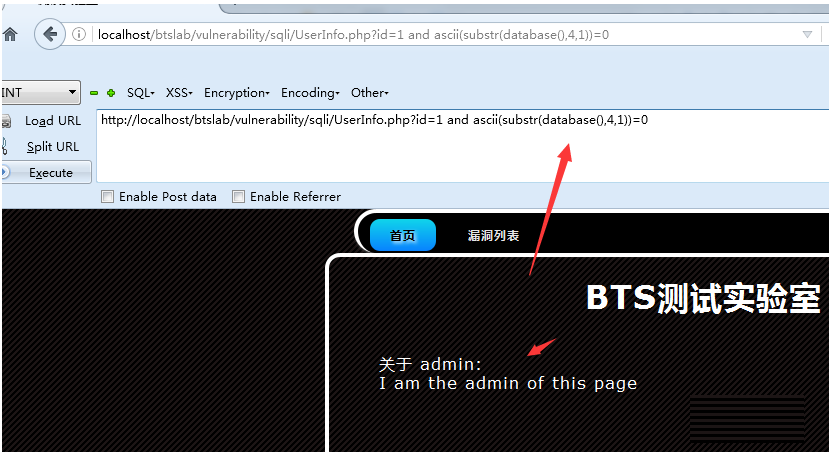 localhost/btslab/vulnerability/sqli/UserInfo.php?id=1 and ascii(substr(database(),4,1))=0
INT SQL▾ XSS▾ Encryption▾ Encoding▾ Other▾
Load URL
http://localhost/btslab/vulnerability/sqli/UserInfo.php?id=1 and ascii(substr(database(),4,1))=0
Split URL
Execute
Enable Post data Enable Referrer
首页 漏洞列表
BTS测试实验室
关于 admin:
I am the admin of this page